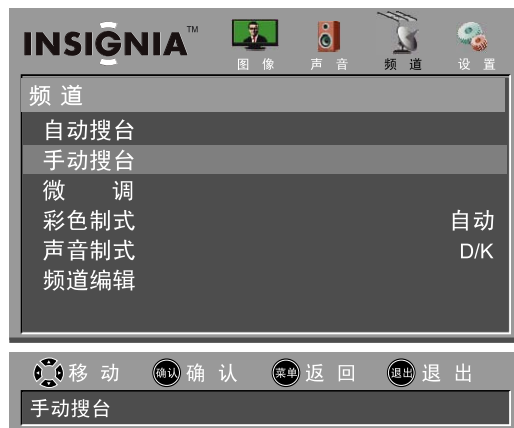 INSIGNIA™
图像 声音 频道 设置
频道
自动搜台
手动搜台
微调
彩色制式 自动
声音制式 D/K
频道编辑
移动 确认 确认 菜单 返回 退出 退出
手动搜台